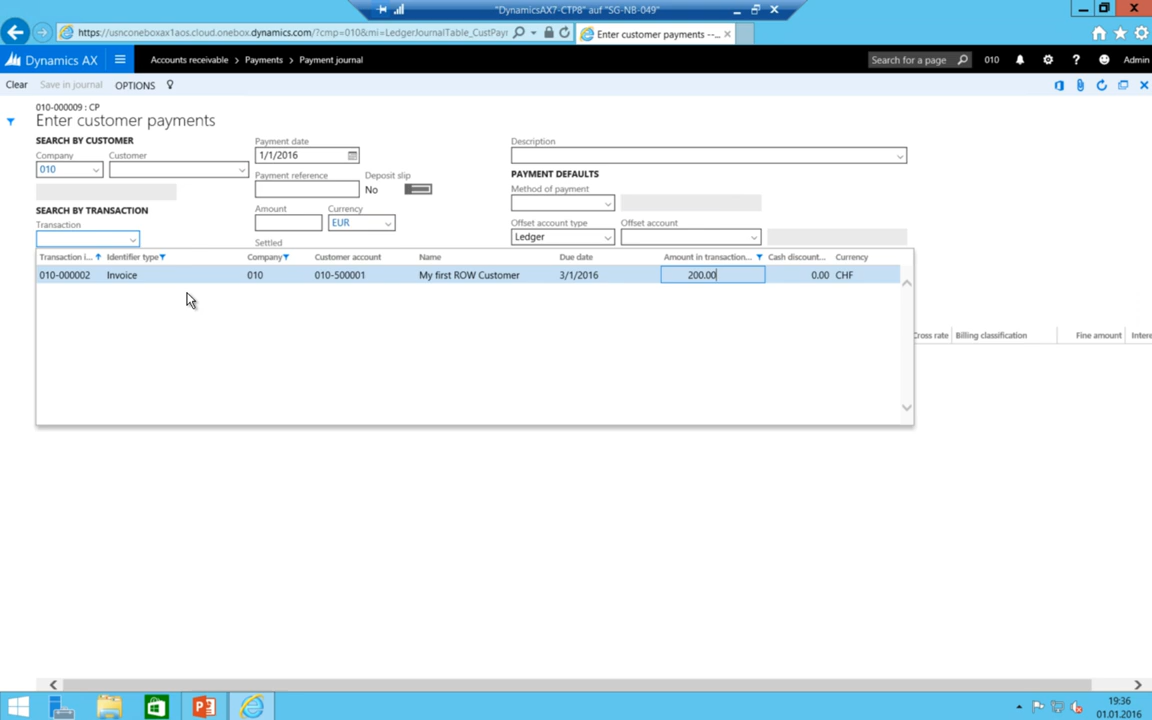 "DynamicsAX7-CTP8" auf "SG-NB-049"
https://usnconeboxax1aos.cloud.onebox.dynamics.com/?cmp=010&mi=LedgerJournalTable_CustPayı
Enter customer payments --...
Dynamics AX
Accounts receivable > Payments > Payment journal
Search for a page
010
Admin
Clear
Save in journal
OPTIONS
010-000009 : CP
Enter customer payments
SEARCH BY CUSTOMER
Company
Customer
010
SEARCH BY TRANSACTION
Transaction
Payment date
1/1/2016
Payment reference
Deposit slip
No
Amount
Currency
EUR
Settled
Description
PAYMENT DEFAULTS
Method of payment
Offset account type
Offset account
Ledger
Transaction i...
Identifier type
Company
Customer account
Name
Due date
Amount in transaction...
Cash discount...
Currency
010-000002
Invoice
010
010-500001
My first ROW Customer
3/1/2016
200.00
0.00
CHF
Cross rate
Billing classification
Fine amount
Intere
19:36
01.01.2016